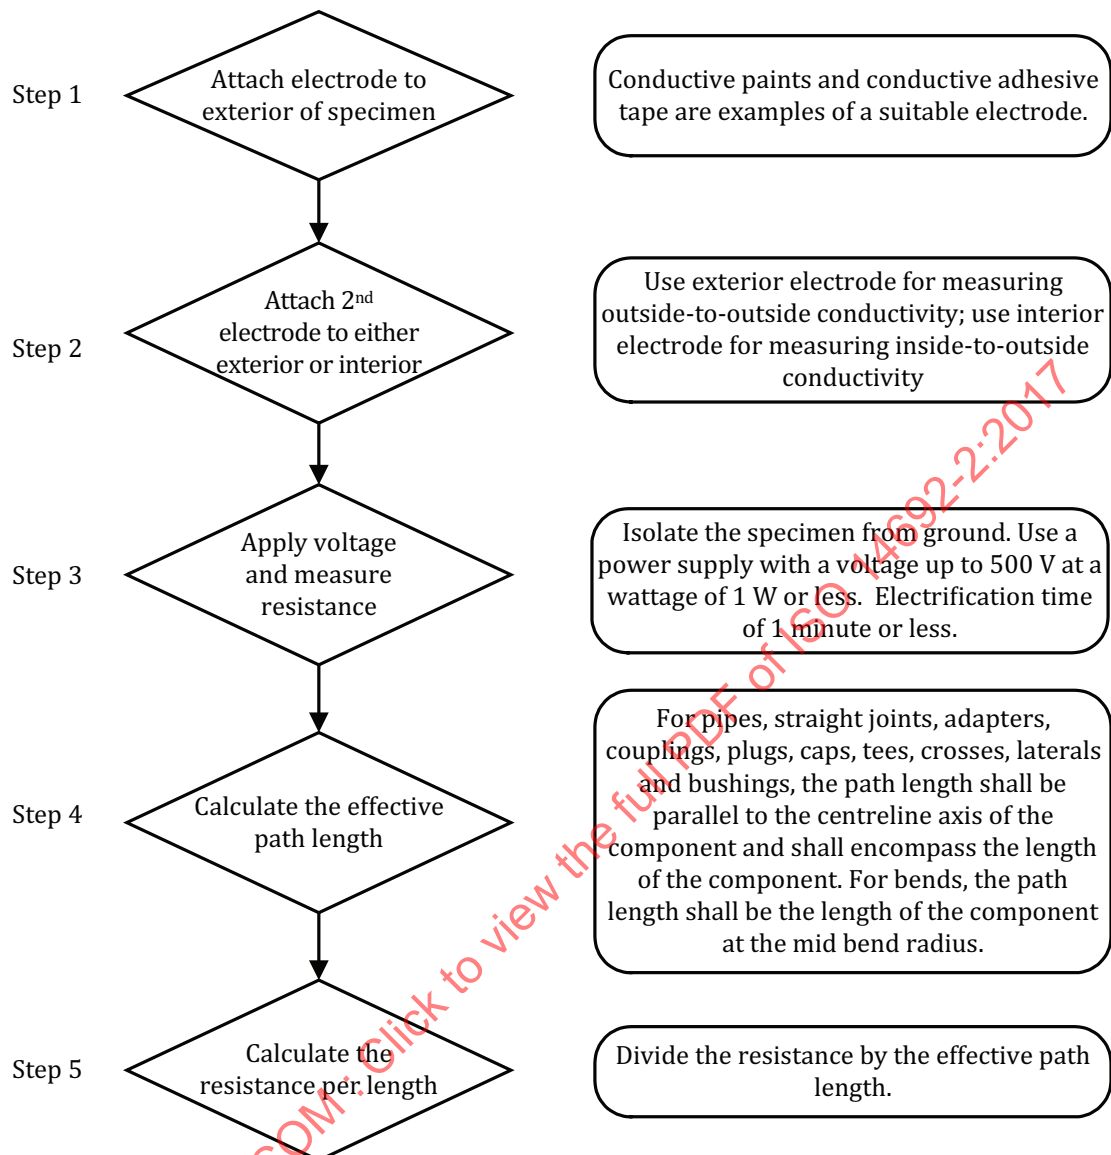 Step 1
Attach electrode to
exterior of specimen
Conductive paints and conductive adhesive
tape are examples of a suitable electrode.
Step 2
Attach 2nd
electrode to either
exterior or interior
Use exterior electrode for measuring
outside-to-outside conductivity; use interior
electrode for measuring inside-to-outside
conductivity
Step 3
Apply voltage
and measure
resistance
Isolate the specimen from ground. Use a
power supply with a voltage up to 500 V at a
wattage of 1 W or less. Electrification time
of 1 minute or less.
Step 4
Calculate the effective
path length
For pipes, straight joints, adapters,
couplings, plugs, caps, tees, crosses, laterals
and bushings, the path length shall be
parallel to the centreline axis of the
component and shall encompass the length
of the component. For bends, the path
length shall be the length of the component
at the mid bend radius.
Step 5
Calculate the
resistance per length
Divide the resistance by the effective path
length.
COM : Click to view the full PDF of ISO 14692-2:2017